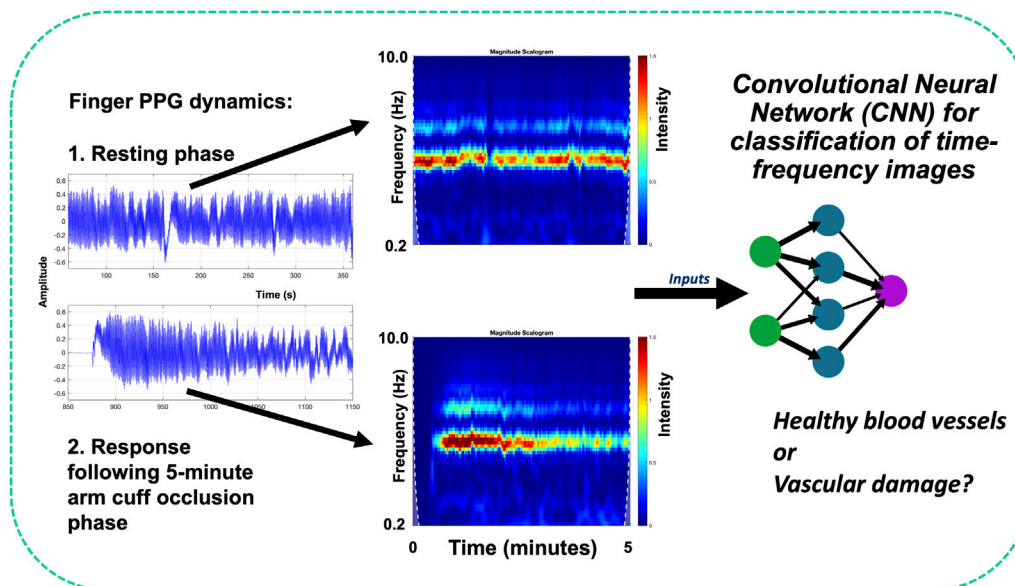 Finger PPG dynamics:
1. Resting phase
0.6
0.4
0.2
0
-0.2
-0.4
-0.6
100
150
200
250
300
350
Amplitude
Time (s)
0.6
0.4
0.2
0
-0.2
-0.4
-0.6
850
900
950
1000
1050
1100
1150
2. Response
following 5-minute
arm cuff occlusion
phase
Magnitude Scalogram
10.0
Frequency (Hz)
0.2
1.5
1
0.5
0
Intensity
Magnitude Scalogram
10.0
Frequency (Hz)
0.2
1.5
1
0.5
0
Intensity
0
Time (minutes)
5
Convolutional Neural
Network (CNN) for
classification of time-
frequency images
Inputs
Healthy blood vessels
or
Vascular damage?